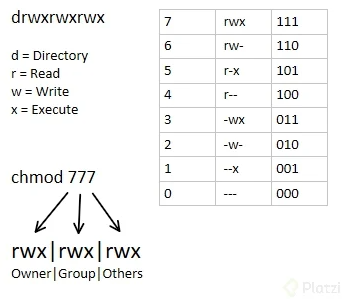 drwxrwxrwx
d = Directory
r = Read
w = Write
x = Execute
7 rwx 111
6 rw- 110
5 r-x 101
4 r-- 100
3 -wx 011
2 -w- 010
1 --x 001
0 --- 000
chmod 777
rwx|rwx|rwx
Owner|Group|Others
Platzi